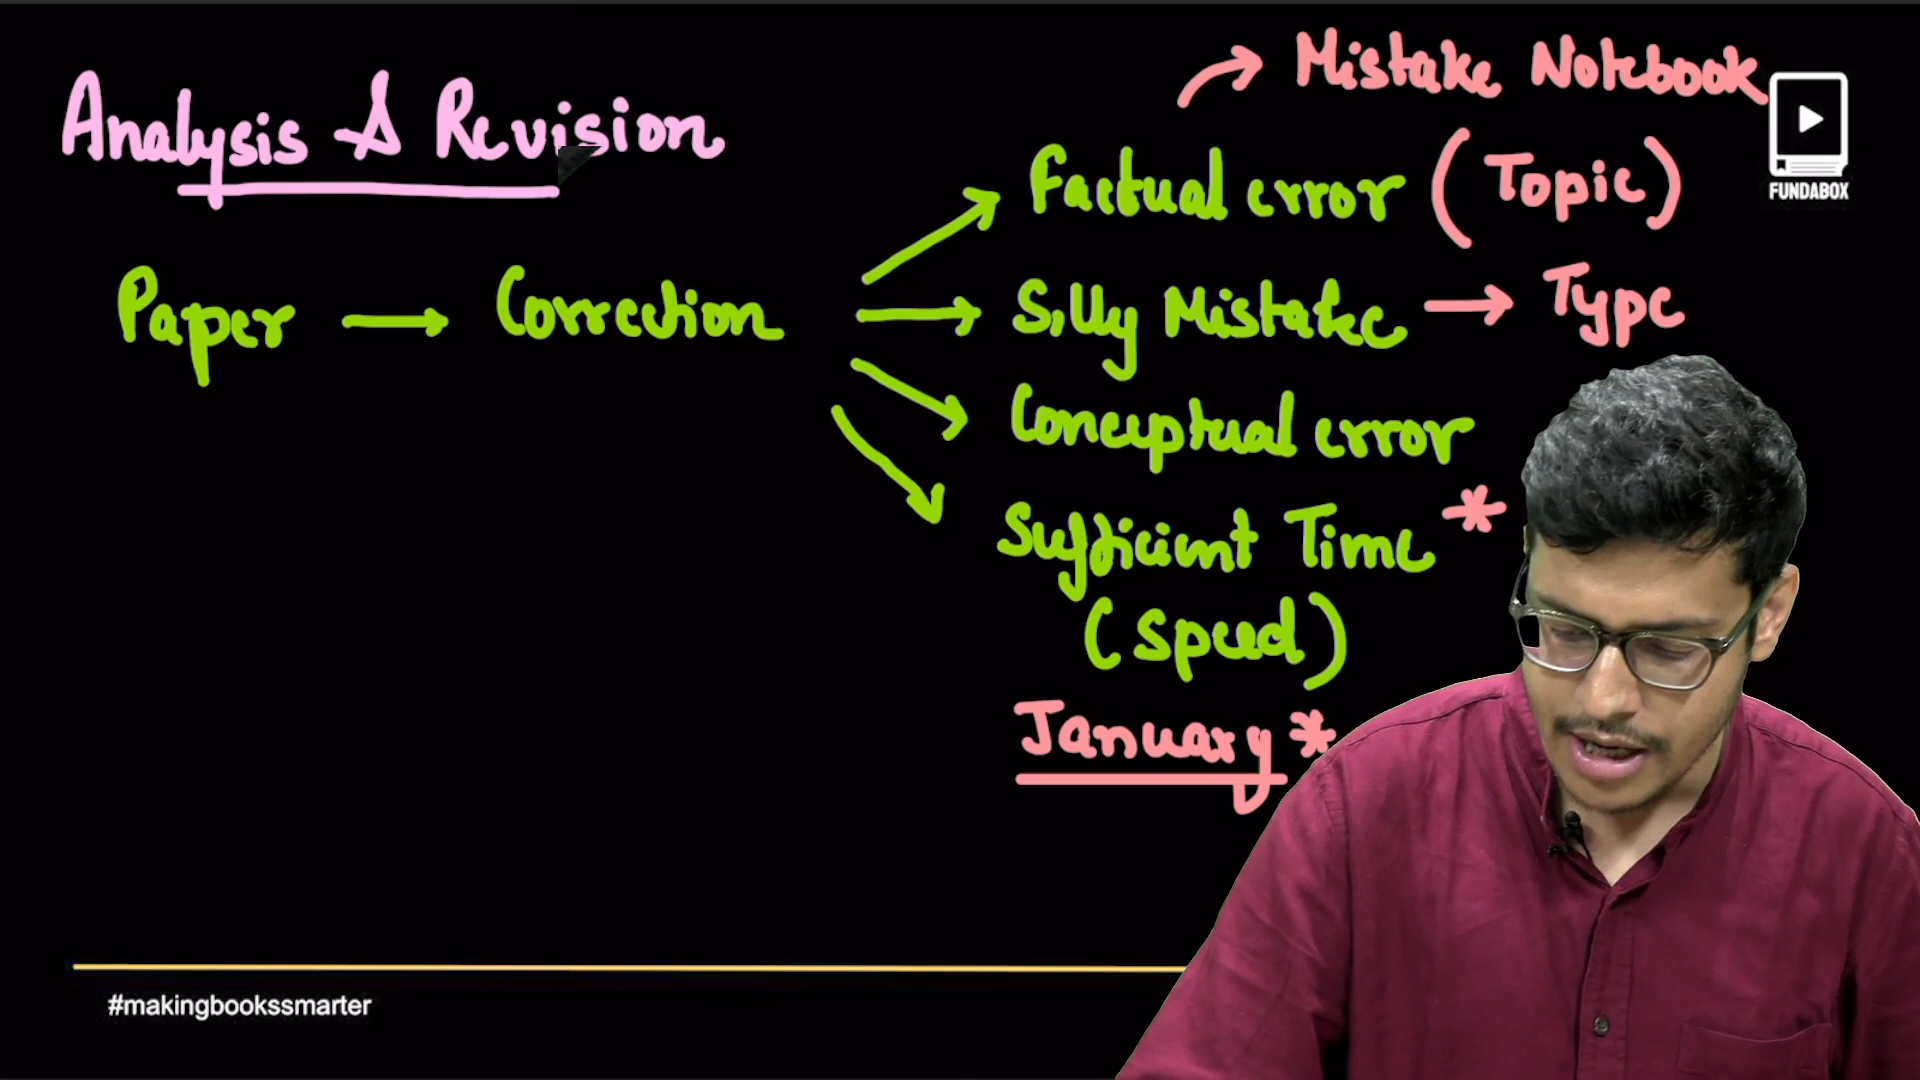 Analysis & Revision
Paper → Correction
→ Mistake Notebook
→ Factual error (Topic)
→ Silly Mistake → Type
→ Conceptual error
→ Sufficient Time *
(Speed)
January *
FUNDABOX
#makingbookssmarter